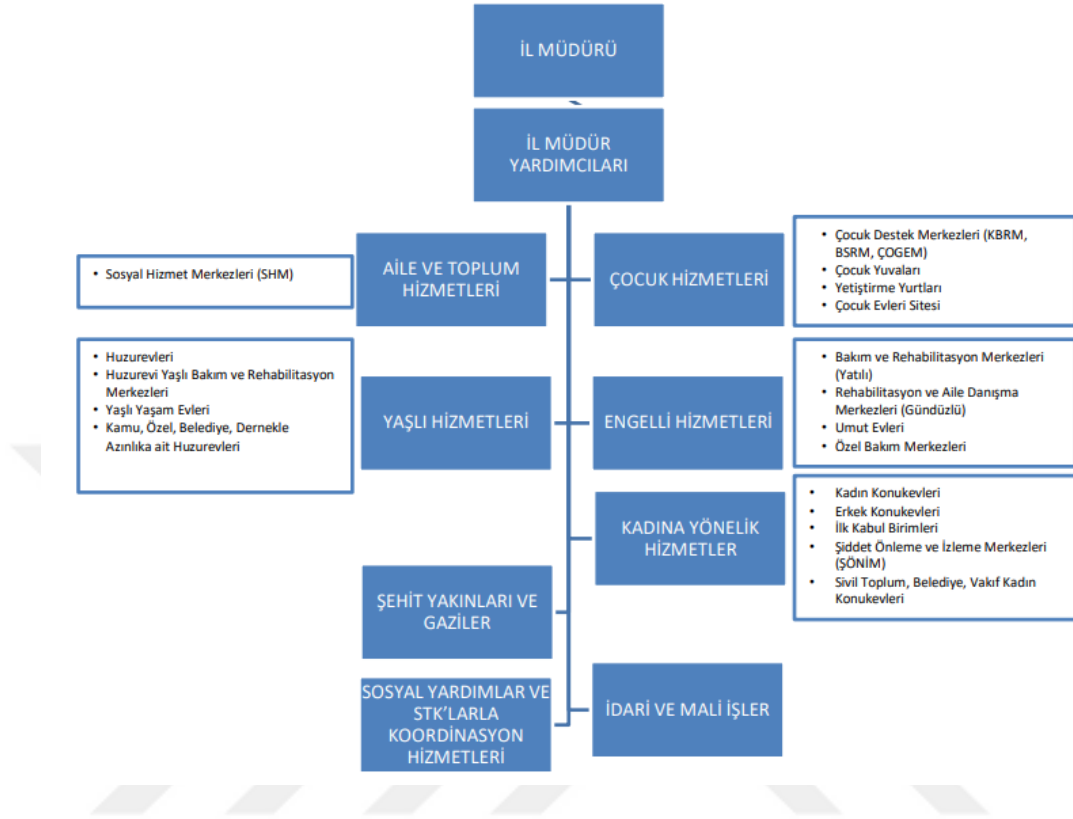 İL MÜDÜRÜ
İL MÜDÜR
YARDIMCILARI
AİLE VE TOPLUM
HİZMETLERİ
• Sosyal Hizmet Merkezleri (SHM)
ÇOCUK HİZMETLERİ
• Çocuk Destek Merkezleri (KBRM,
BSRM, ÇOGEM)
• Çocuk Yuvaları
• Yetiştirme Yurtları
• Çocuk Evleri Sitesi
YAŞLI HİZMETLERİ
• Huzurevleri
• Huzurevi Yaşlı Bakım ve Rehabilitasyon
Merkezleri
• Yaşlı Yaşam Evleri
• Kamu, Özel, Belediye, Dernekle
Azınlıka ait Huzurevleri
ENGELLİ HİZMETLERİ
• Bakım ve Rehabilitasyon Merkezleri
(Yatılı)
• Rehabilitasyon ve Aile Danışma
Merkezleri (Gündüzlü)
• Umut Evleri
• Özel Bakım Merkezleri
KADINA YÖNELİK
HİZMETLER
• Kadın Konukevleri
• Erkek Konukevleri
• İlk Kabul Birimleri
• Şiddet Önleme ve İzleme Merkezleri
(ŞÖNİM)
• Sivil Toplum, Belediye, Vakıf Kadın
Konukevleri
ŞEHİT YAKINLARI VE
GAZİLER
SOSYAL YARDIMLAR VE
STK’LARLA
KOORDİNASYON
HİZMETLERİ
İDARİ VE MALİ İŞLER